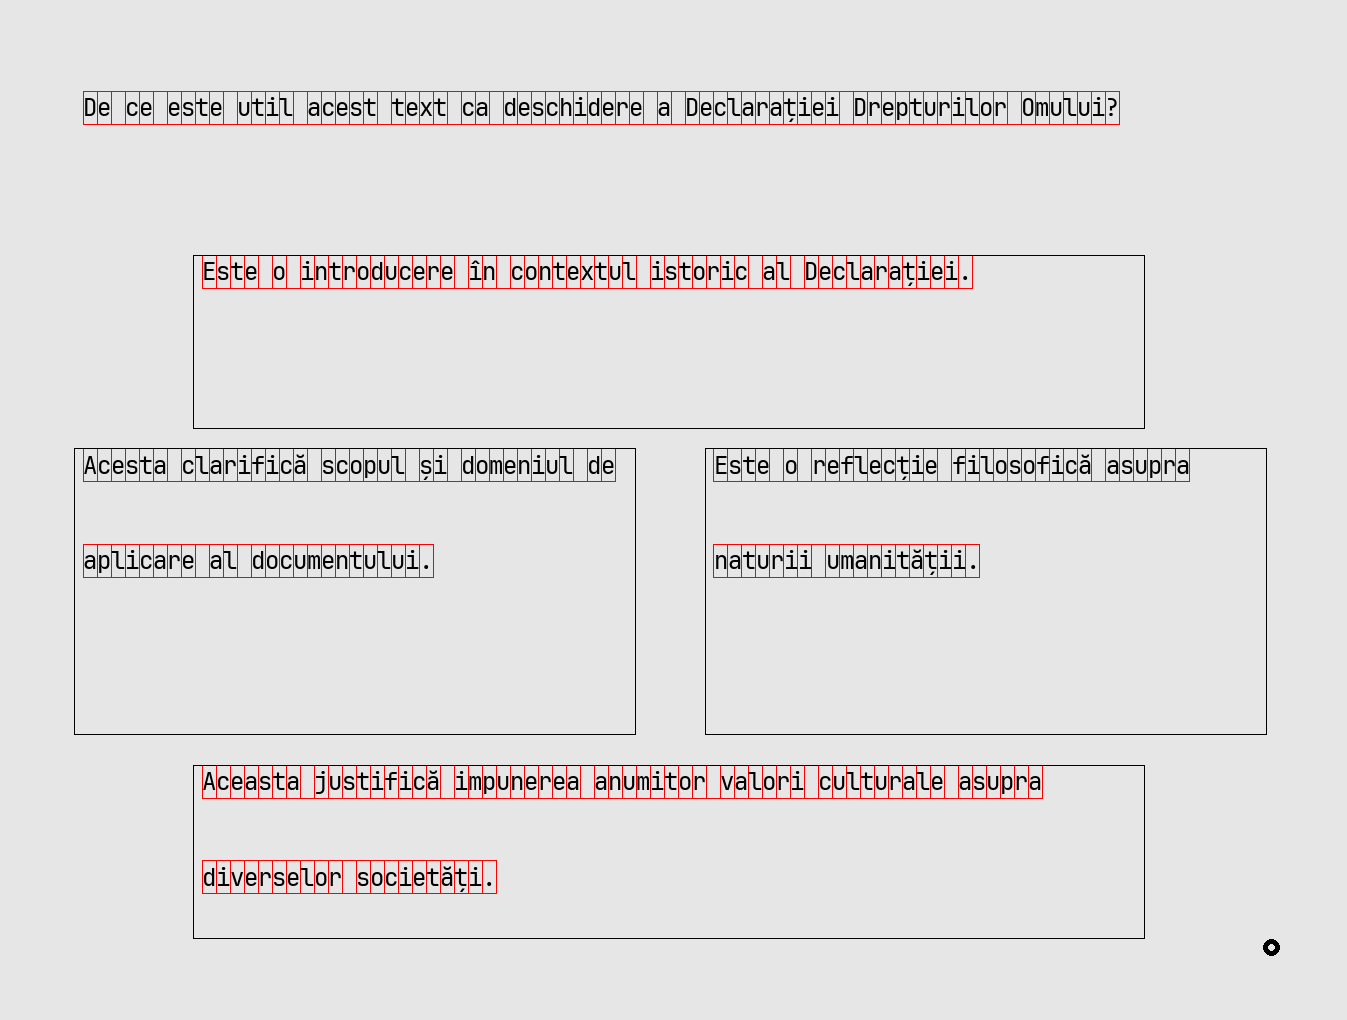 De ce este util acest text ca deschidere a Declarației Drepturilor Omului?
Este o introducere în contextul istoric al Declarației.
Acesta clarifică scopul și domeniul de
aplicare al documentului.
Este o reflecție filosofică asupra
naturii umanității.
Aceasta justifică impunerea anumitor valori culturale asupra
diverselor societăți.